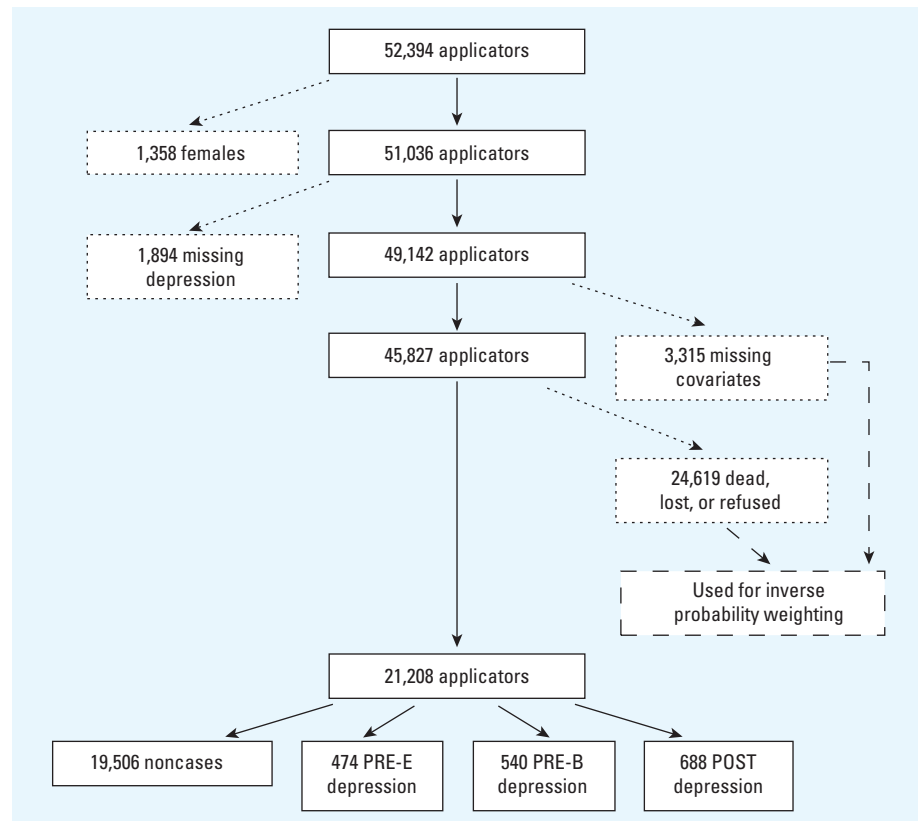 52,394 applicators
1,358 females
51,036 applicators
1,894 missing
depression
49,142 applicators
45,827 applicators
3,315 missing
covariates
24,619 dead,
lost, or refused
Used for inverse
probability weighting
21,208 applicators
19,506 noncases
474 PRE-E
depression
540 PRE-B
depression
688 POST
depression